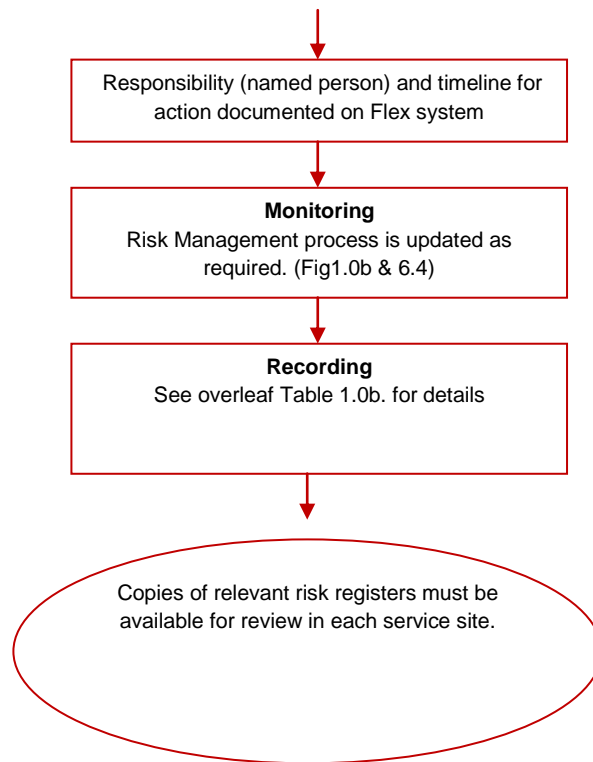 Responsibility (named person) and timeline for
action documented on Flex system
Monitoring
Risk Management process is updated as
required. (Fig1.0b & 6.4)
Recording
See overleaf Table 1.0b. for details
Copies of relevant risk registers must be
available for review in each service site.